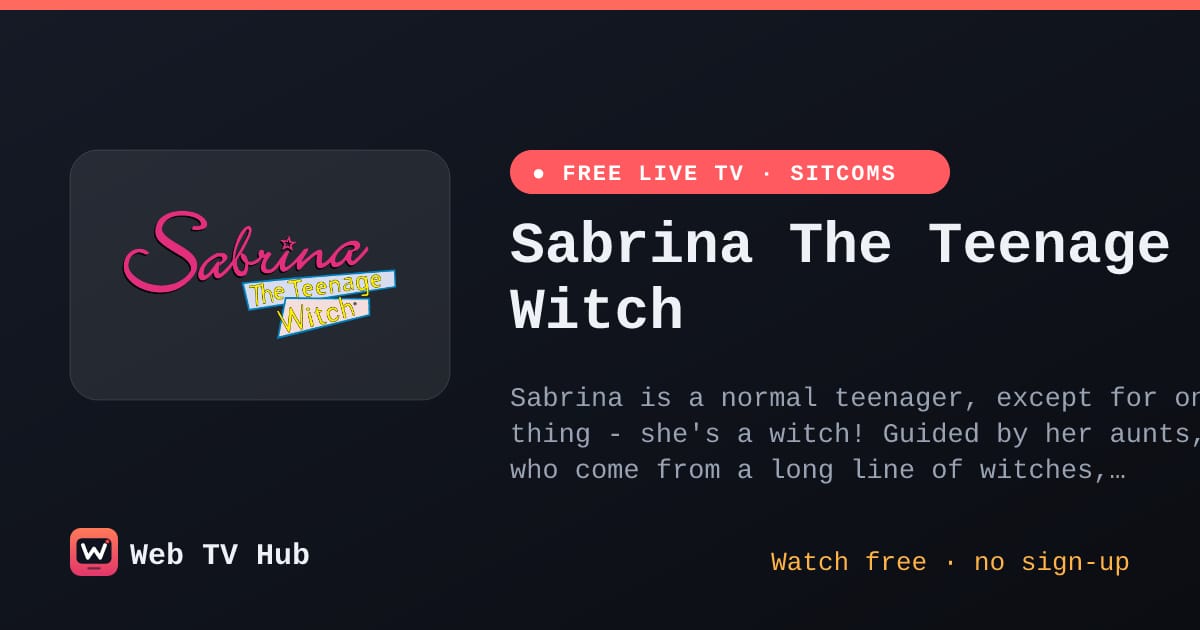 Sabrina
The Teenage
Witch
● FREE LIVE TV · SITCOMS
Sabrina The Teenage
Witch
Sabrina is a normal teenager, except for
thing - she's a witch! Guided by her aunts,
who come from a long line of witches,…
W
Web TV Hub
Watch free · no sign-up